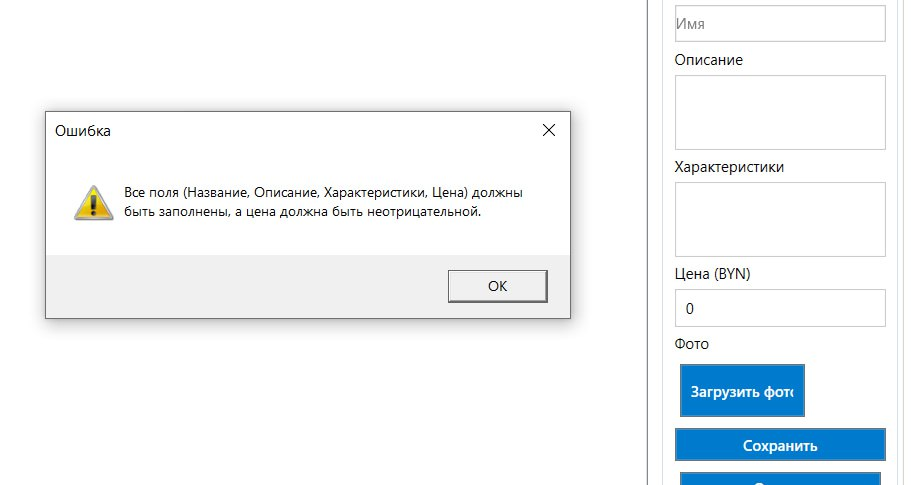 Имя
Описание
Ошибка
Характеристики
Все поля (Название, Описание, Характеристики, Цена) должны
быть заполнены, а цена должна быть неотрицательной.
Цена (BYN)
OK
0
Фото
Загрузить фото
Сохранить